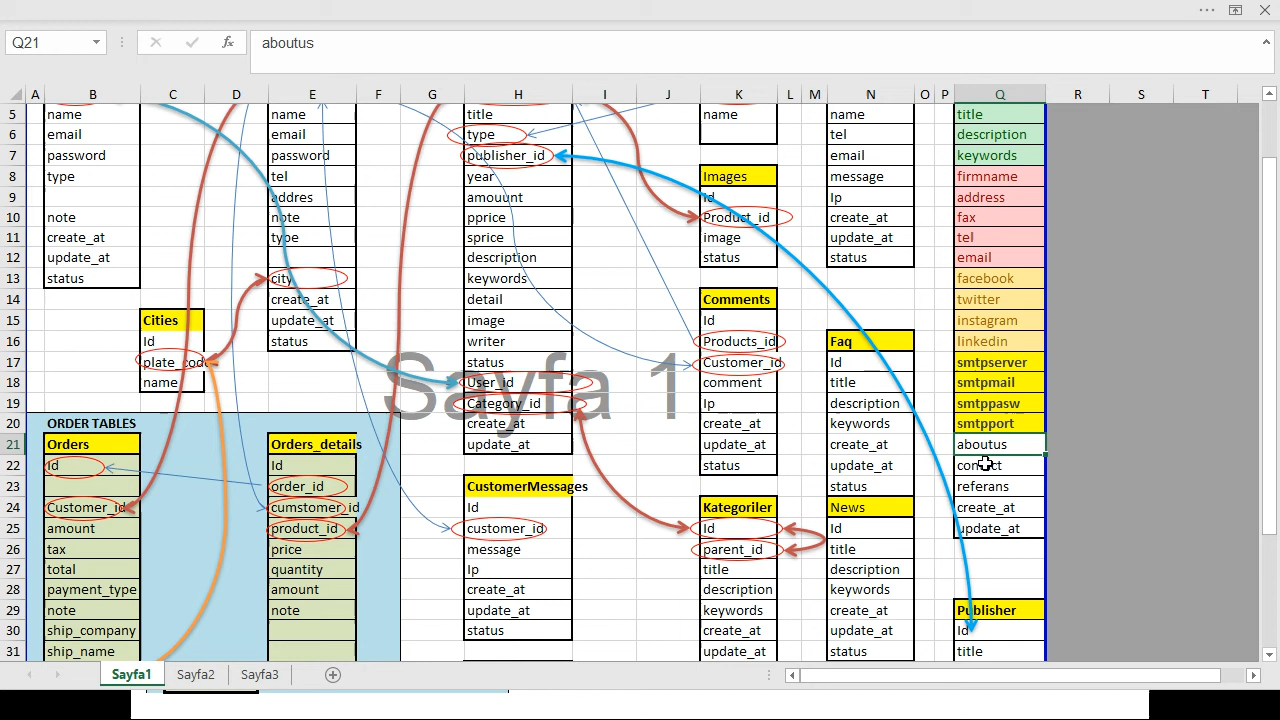 Q21
fx
aboutus
A B C D E F G H I J K L M N O P Q R S T
5 name name title name name title
6 email email type tel description
7 password password publisher_id email keywords
8 type tel year Images message firmname
9 addres amouunt Id Ip address
10 note note pprice Product_id create_at fax
11 create_at type sprice image update_at tel
12 update_at description status status email
13 status city keywords facebook
14 create_at detail Comments twitter
15 Cities update_at image Id instagram
16 Id status writer Products_id Faq linkedin
17 plate_code status Customer_id Id smtpserver
18 name User_id comment title smtpmail
19 Category_id Ip description smtppasw
20 ORDER TABLES create_at create_at keywords smtpport
21 Orders Orders_details update_at update_at create_at aboutus
22 Id Id status update_at contact
23 order_id CustomerMessages status referans
24 Customer_id cumstomer_id Id Kategoriler News create_at
25 amount product_id customer_id Id Id update_at
26 tax price message parent_id title
27 total quantity Ip title description
28 payment_type amount create_at description keywords
29 note note update_at keywords create_at Publisher
30 ship_company status create_at update_at Id
31 ship_name update_at status title
Sayfa 1
Sayfa1 Sayfa2 Sayfa3